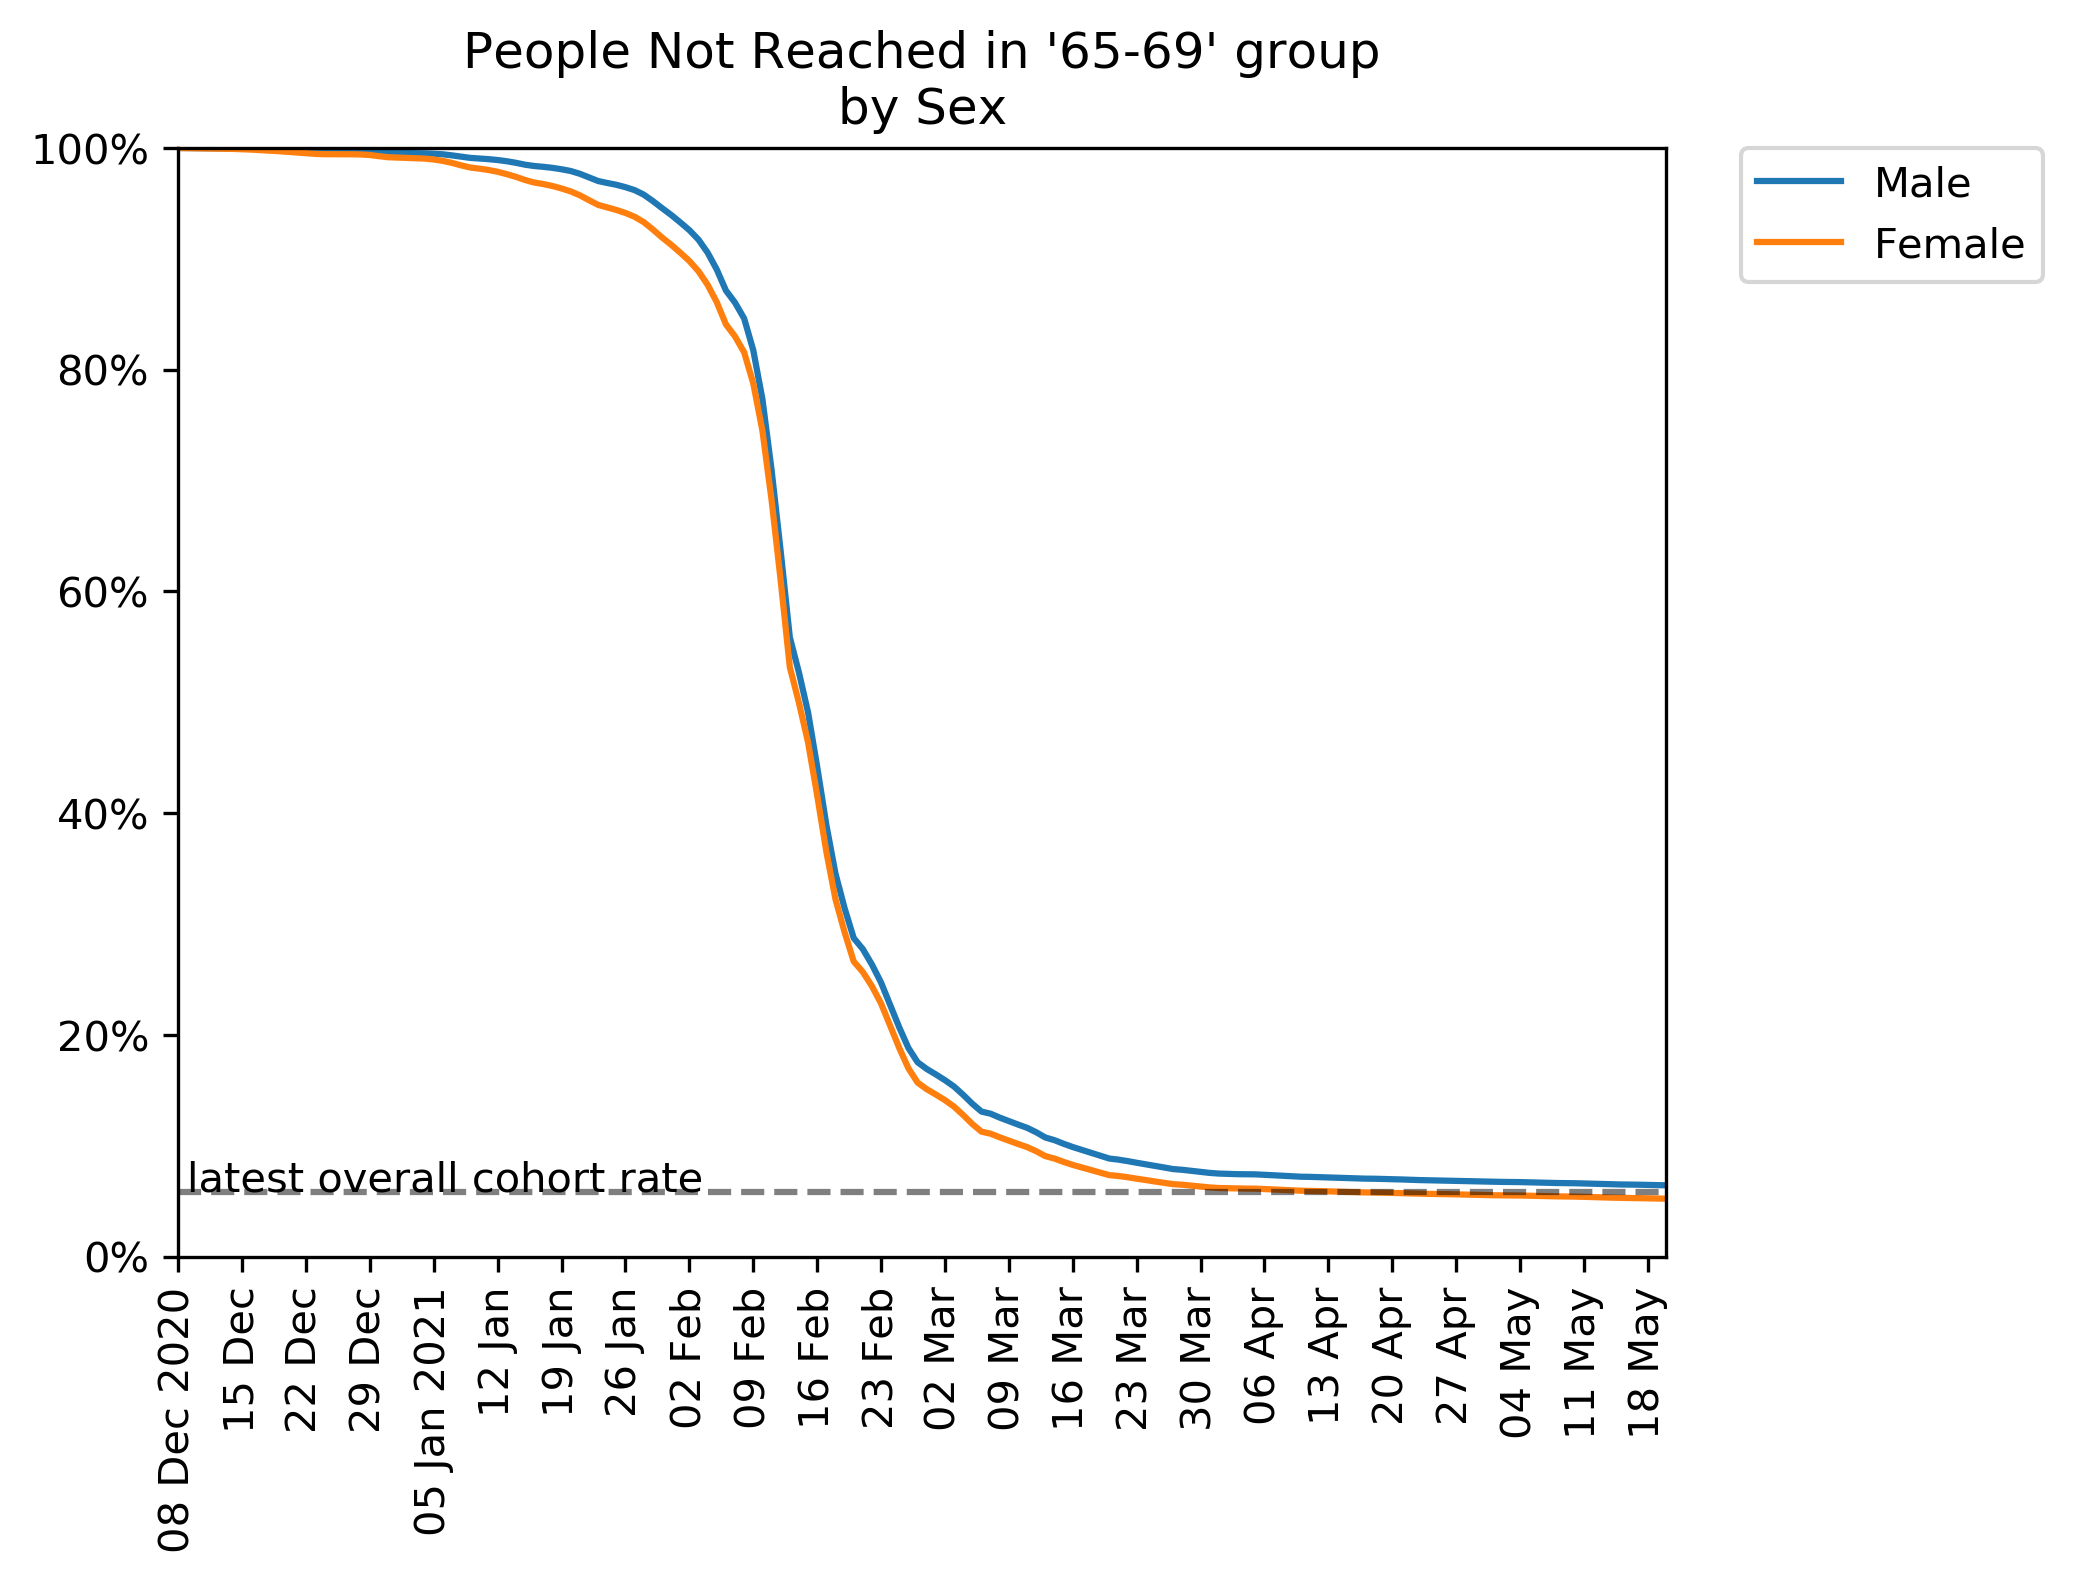 People Not Reached in '65-69' group
by Sex
100%
80%
60%
40%
20%
0%
latest overall cohort rate
Male
Female
08 Dec 2020
15 Dec
22 Dec
29 Dec
05 Jan 2021
12 Jan
19 Jan
26 Jan
02 Feb
09 Feb
16 Feb
23 Feb
02 Mar
09 Mar
16 Mar
23 Mar
30 Mar
06 Apr
13 Apr
20 Apr
27 Apr
04 May
11 May
18 May